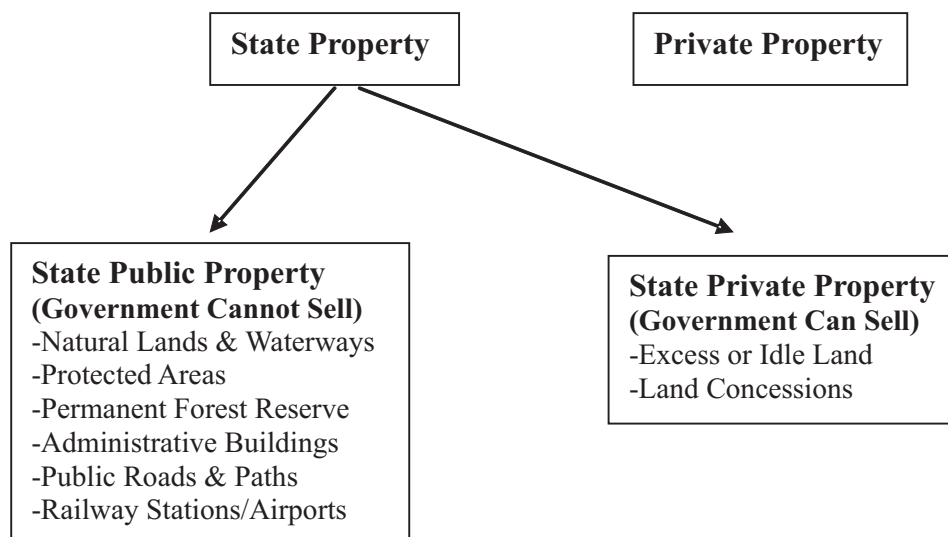 State Property
Private Property
State Public Property
(Government Cannot Sell)
-Natural Lands & Waterways
-Protected Areas
-Permanent Forest Reserve
-Administrative Buildings
-Public Roads & Paths
-Railway Stations/Airports
State Private Property
(Government Can Sell)
-Excess or Idle Land
-Land Concessions